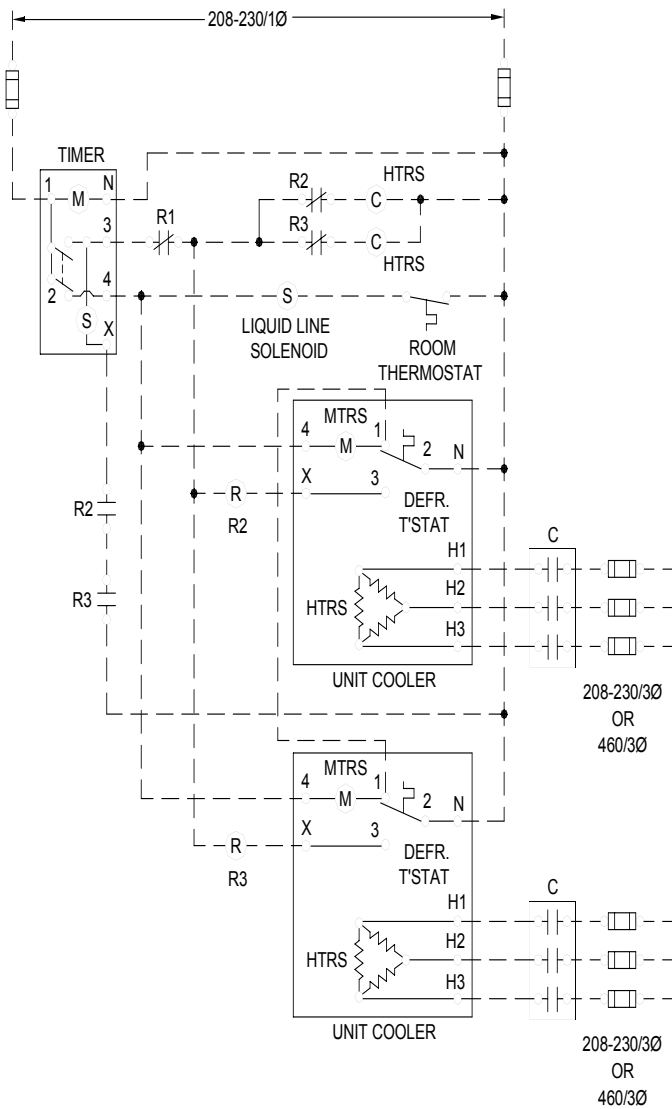 208-230/1Ø
TIMER
1
M
N
3
2
4
S
X
R1
R2
C
HTRS
R3
C
HTRS
S
LIQUID LINE
SOLENOID
ROOM
THERMOSTAT
R2
R3
MTRS
4
M
1
2
N
X
3
R
R2
DEFR.
T'STAT
H1
H2
H3
HTRS
UNIT COOLER
C
208-230/3Ø
OR
460/3Ø
MTRS
4
M
1
2
N
X
3
R
R3
DEFR.
T'STAT
H1
H2
H3
HTRS
UNIT COOLER
C
208-230/3Ø
OR
460/3Ø